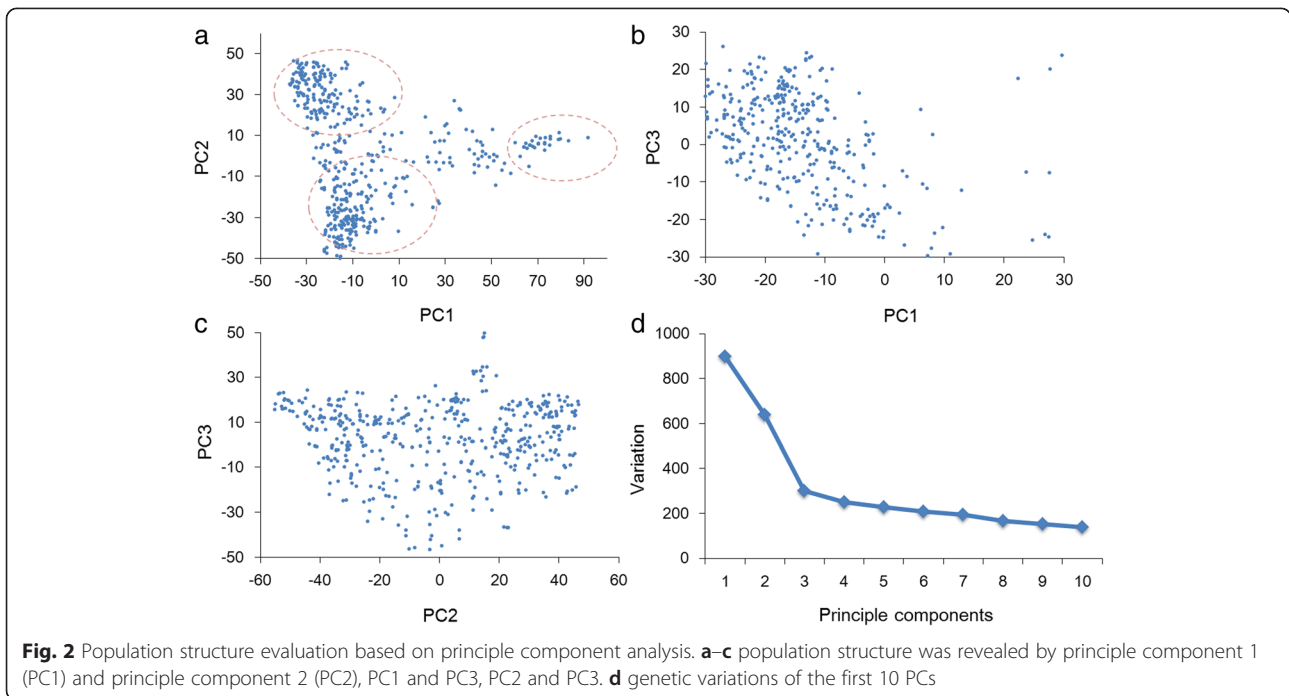 a
50
30
10
-10
-30
-50
PC2
-50 -30 -10 10 30 50 70 90
PC1
b
30
20
10
0
-10
-20
-30
PC3
-30 -20 -10 0 10 20 30
PC1
c
50
30
10
-10
-30
-50
PC3
-60 -40 -20 0 20 40 60
PC2
d
1000
800
600
400
200
0
Variation
1 2 3 4 5 6 7 8 9 10
Principle components
Fig. 2 Population structure evaluation based on principle component analysis. a–c population structure was revealed by principle component 1
(PC1) and principle component 2 (PC2), PC1 and PC3, PC2 and PC3. d genetic variations of the first 10 PCs